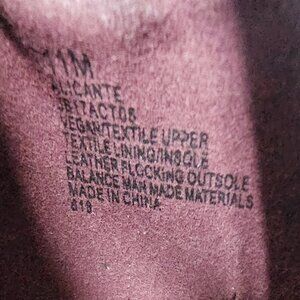 11M
ALICANTE
VEGAN/TEXTILE UPPER
TEXTILE LINING/INSOLE
LEATHER FLOCKING OUTSOLE
BALANCE MAN MADE MATERIALS
MADE IN CHINA